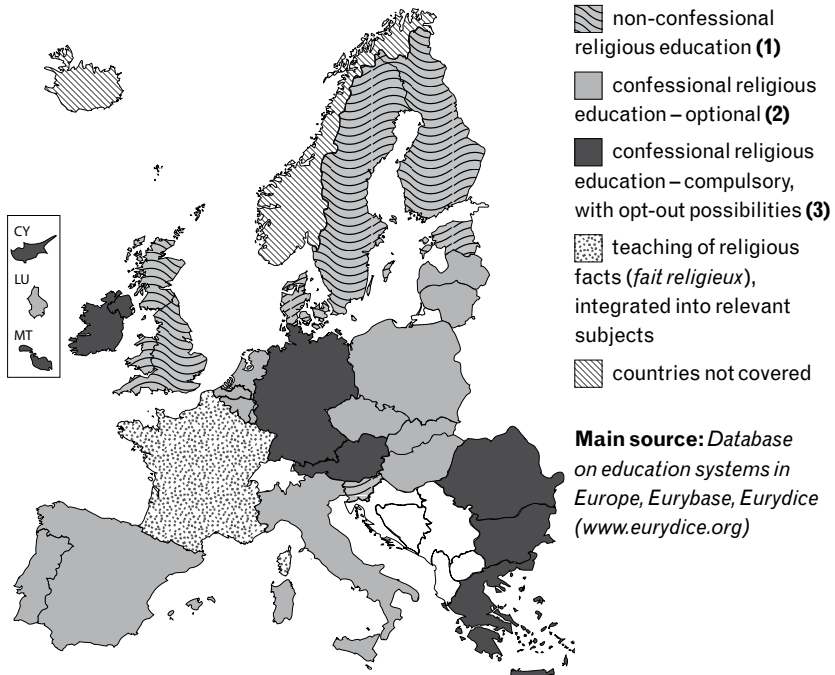 non-confessional
religious education (1)
confessional religious
education – optional (2)
confessional religious
education – compulsory,
with opt-out possibilities (3)
teaching of religious
facts (fait religieux),
integrated into relevant
subjects
countries not covered
Main source: Database
on education systems in
Europe, Eurybase, Eurydice
(www.eurydice.org)
CY
LU
MT